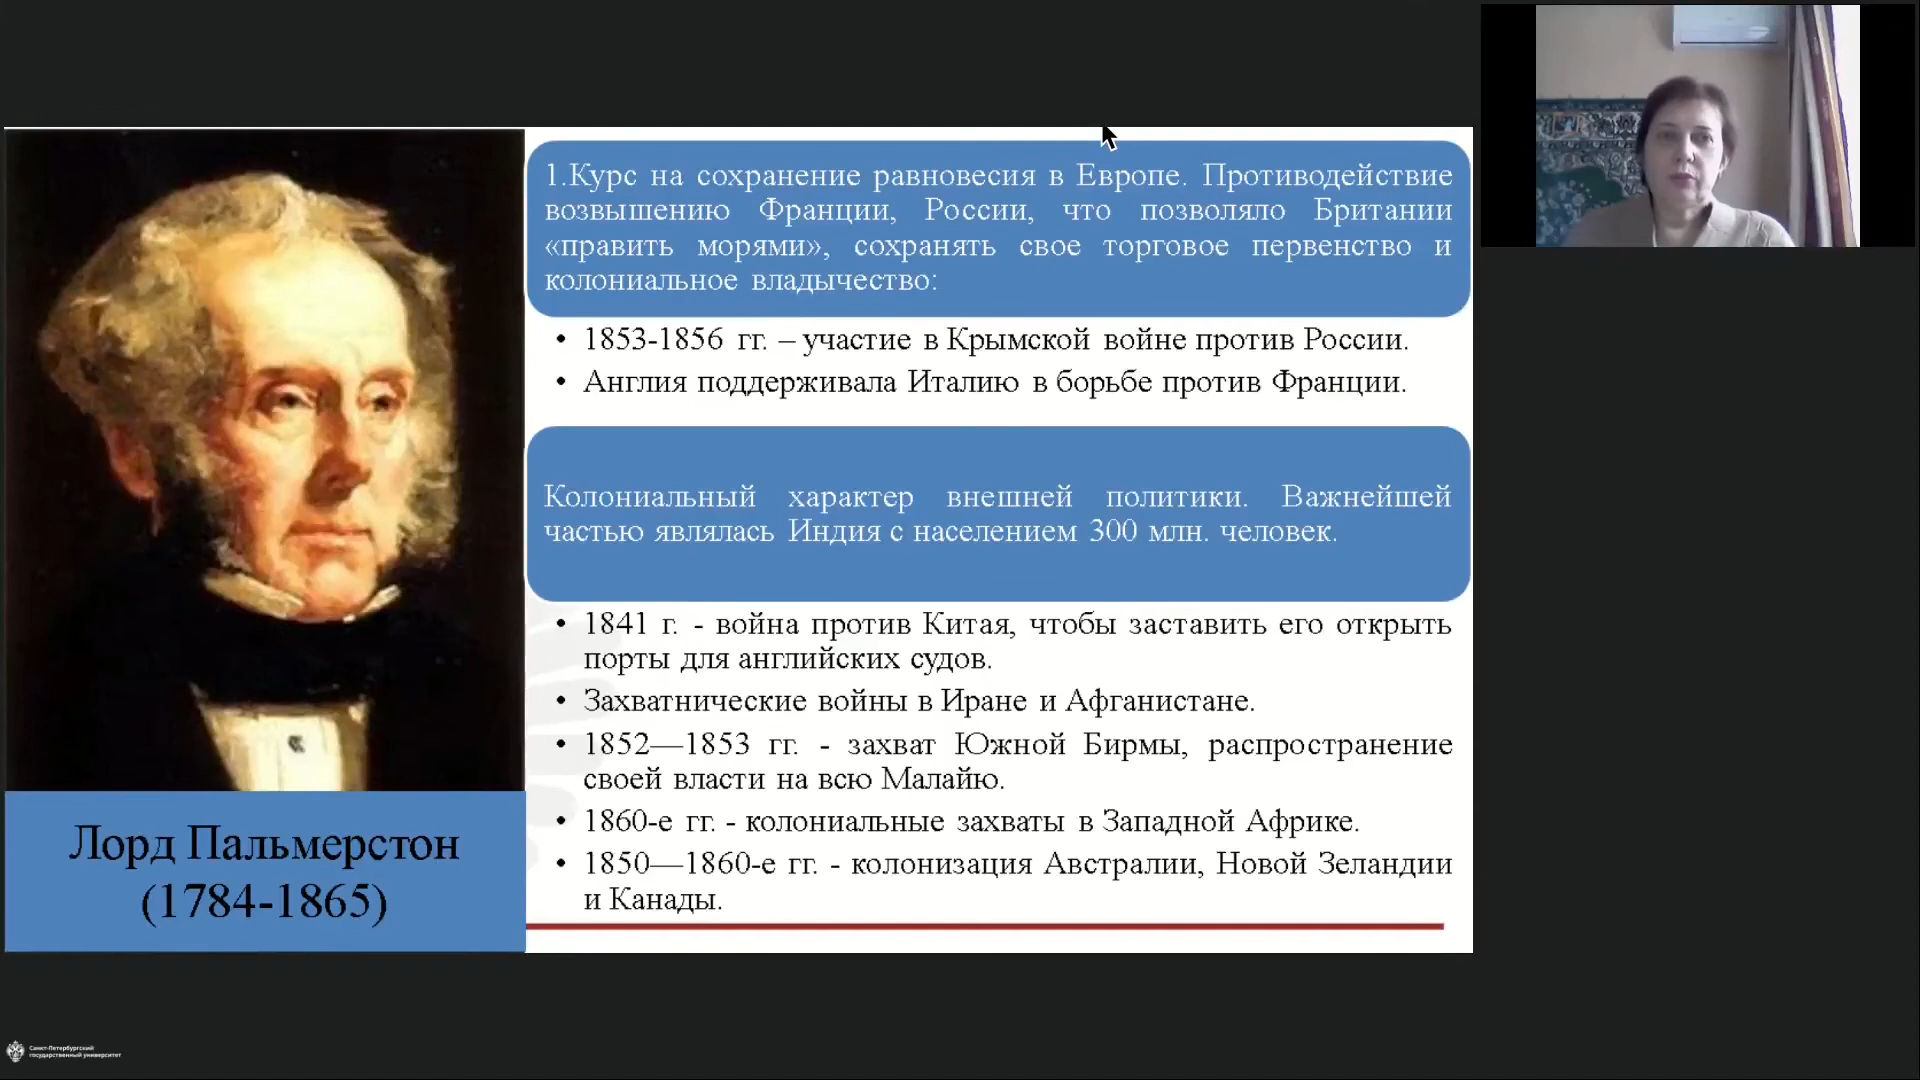 1.Курс на сохранение равновесия в Европе. Противодействие
возвышению Франции, России, что позволяло Британии
«править морями», сохранять свое торговое первенство и
колониальное владычество:
• 1853-1856 гг. – участие в Крымской войне против России.
• Англия поддерживала Италию в борьбе против Франции.
Колониальный характер внешней политики. Важнейшей
частью являлась Индия с населением 300 млн. человек.
• 1841 г. - война против Китая, чтобы заставить его открыть
порты для английских судов.
• Захватнические войны в Иране и Афганистане.
• 1852—1853 гг. - захват Южной Бирмы, распространение
своей власти на всю Малайю.
• 1860-е гг. - колониальные захваты в Западной Африке.
• 1850—1860-е гг. - колонизация Австралии, Новой Зеландии
и Канады.
Лорд Пальмерстон
(1784-1865)
Санкт-Петербургский
государственный университет